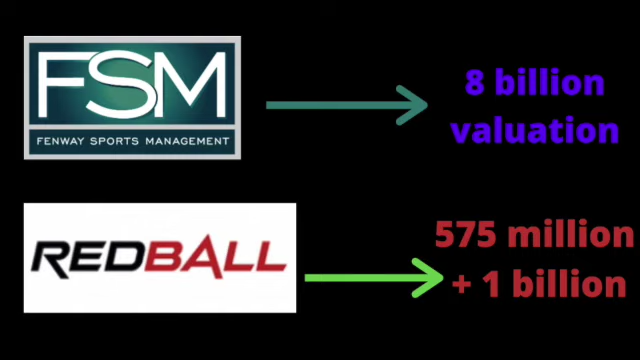 FSM
FENWAY SPORTS MANAGEMENT
8 billion
valuation
REDBALL
575 million
+ 1 billion